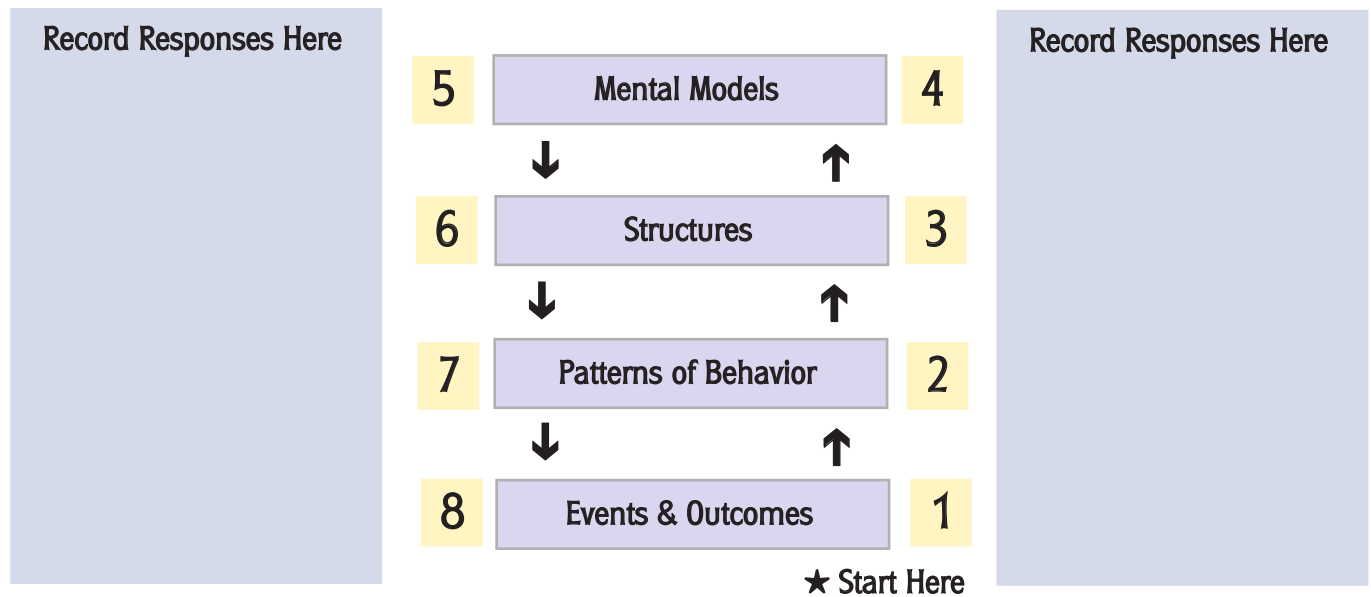 Record Responses Here
Record Responses Here
5
Mental Models
4
↓
↑
6
Structures
3
↓
↑
7
Patterns of Behavior
2
↓
↑
8
Events & Outcomes
1
★ Start Here